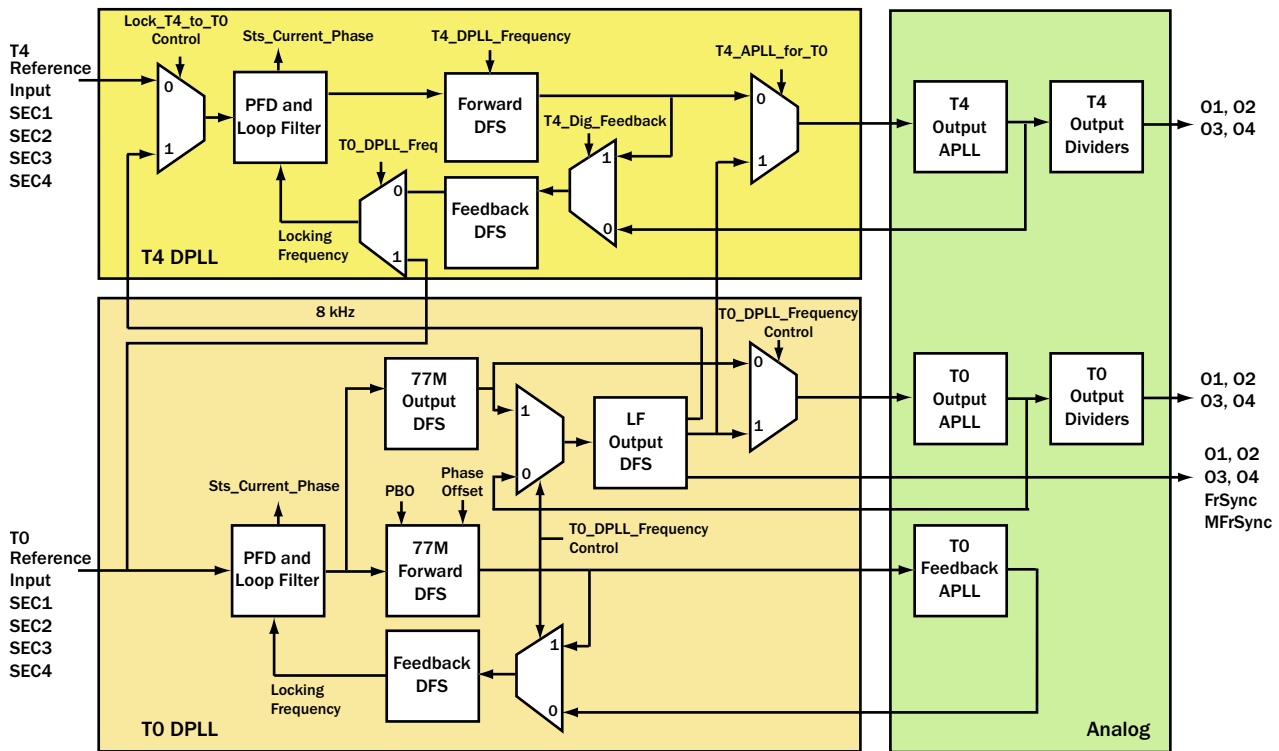 Lock_T4_to_T0
Control
Sts_Current_Phase
T4_DPLL_Frequency
T4_APLL_for_T0
T4
Reference
Input
SEC1
SEC2
SEC3
SEC4
0
1
PFD and
Loop Filter
Forward
DFS
T4_Dig_Feedback
T0_DPLL_Freq
1
0
0
1
Feedback
DFS
0
1
Locking
Frequency
T4 DPLL
T4
Output
APLL
T4
Output
Dividers
O1, O2
O3, O4
8 kHz
T0_DPLL_Frequency
Control
77M
Output
DFS
1
0
LF
Output
DFS
0
1
T0
Output
APLL
T0
Output
Dividers
O1, O2
O3, O4
O1, O2
O3, O4
FrSync
MFrSync
Sts_Current_Phase
PBO
Phase
Offset
T0_DPLL_Frequency
Control
T0
Reference
Input
SEC1
SEC2
SEC3
SEC4
PFD and
Loop Filter
77M
Forward
DFS
T0
Feedback
APLL
1
0
Feedback
DFS
Locking
Frequency
T0 DPLL
Analog